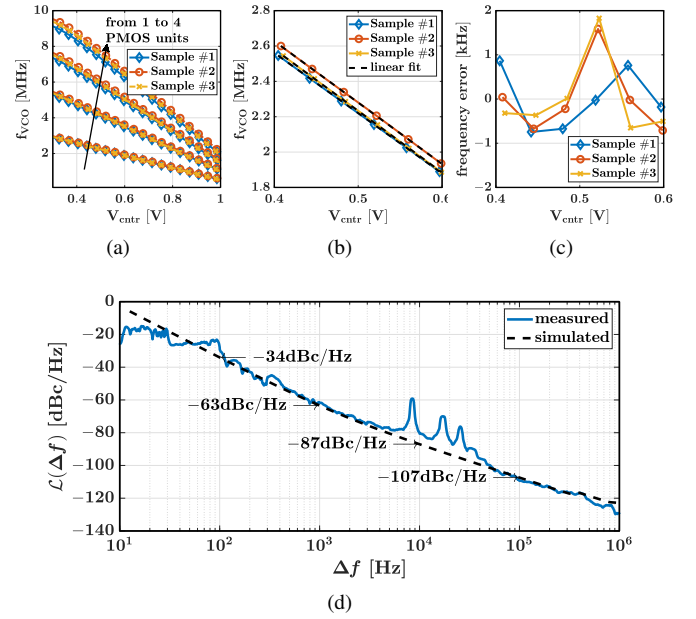 from 1 to 4
PMOS units
Sample #1
Sample #2
Sample #3
10
8
6
4
2
f_VCO [MHz]
0.4
0.6
0.8
1
V_cntr [V]
(a)
Sample #1
Sample #2
Sample #3
linear fit
2.8
2.6
2.4
2.2
2
1.8
f_VCO [MHz]
0.4
0.5
0.6
V_cntr [V]
(b)
2
1
0
−1
−2
frequency error [kHz]
Sample #1
Sample #2
Sample #3
0.4
0.5
0.6
V_cntr [V]
(c)
0
−20
−40
−60
−80
−100
−120
−140
ℒ(Δf) [dBc/Hz]
measured
simulated
−34dBc/Hz
−63dBc/Hz
−87dBc/Hz
−107dBc/Hz
10¹
10²
10³
10⁴
10⁵
10⁶
Δf [Hz]
(d)